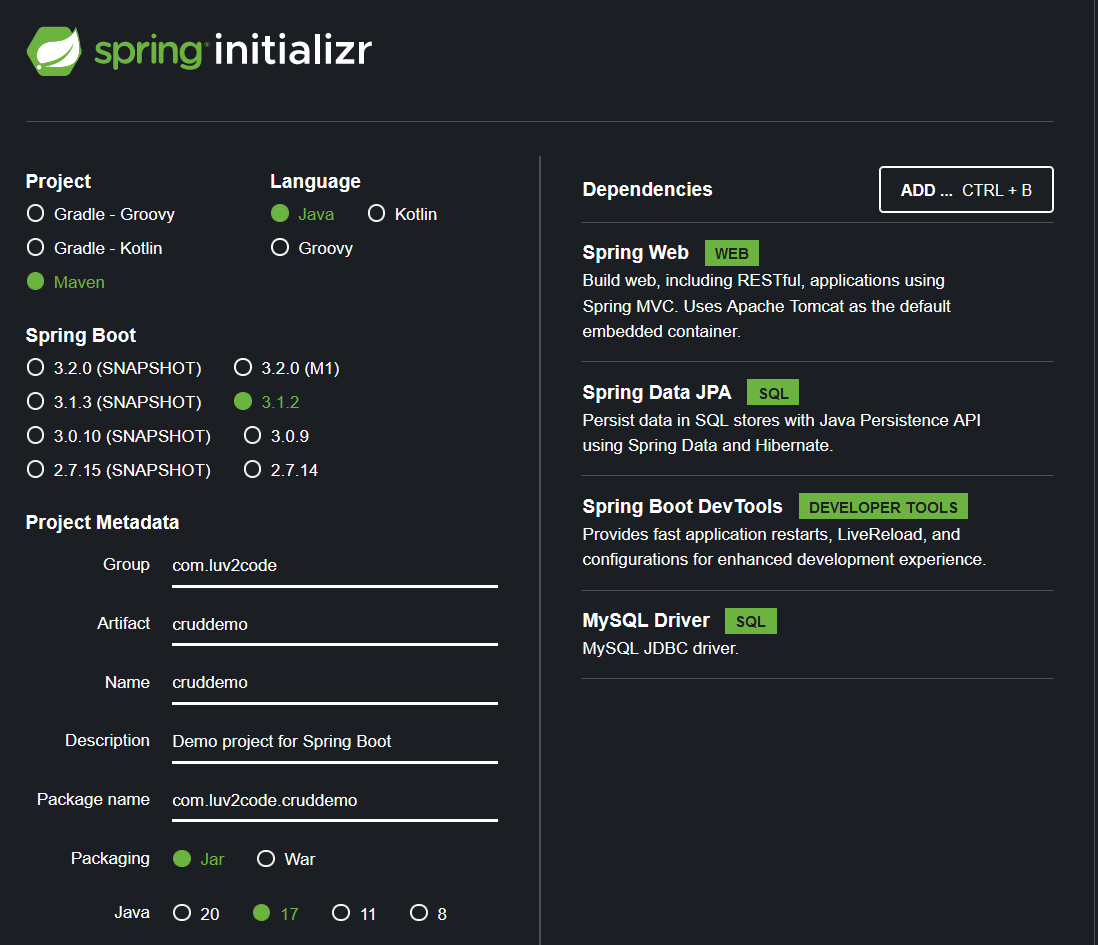 spring initializr
Project
Gradle - Groovy
Gradle - Kotlin
Maven
Language
Java Kotlin
Groovy
Spring Boot
3.2.0 (SNAPSHOT) 3.2.0 (M1)
3.1.3 (SNAPSHOT) 3.1.2
3.0.10 (SNAPSHOT) 3.0.9
2.7.15 (SNAPSHOT) 2.7.14
Project Metadata
Group com.luv2code
Artifact cruddemo
Name cruddemo
Description Demo project for Spring Boot
Package name com.luv2code.cruddemo
Packaging Jar War
Java 20 17 11 8
Dependencies ADD ... CTRL + B
Spring Web WEB
Build web, including RESTful, applications using
Spring MVC. Uses Apache Tomcat as the default
embedded container.
Spring Data JPA SQL
Persist data in SQL stores with Java Persistence API
using Spring Data and Hibernate.
Spring Boot DevTools DEVELOPER TOOLS
Provides fast application restarts, LiveReload, and
configurations for enhanced development experience.
MySQL Driver SQL
MySQL JDBC driver.